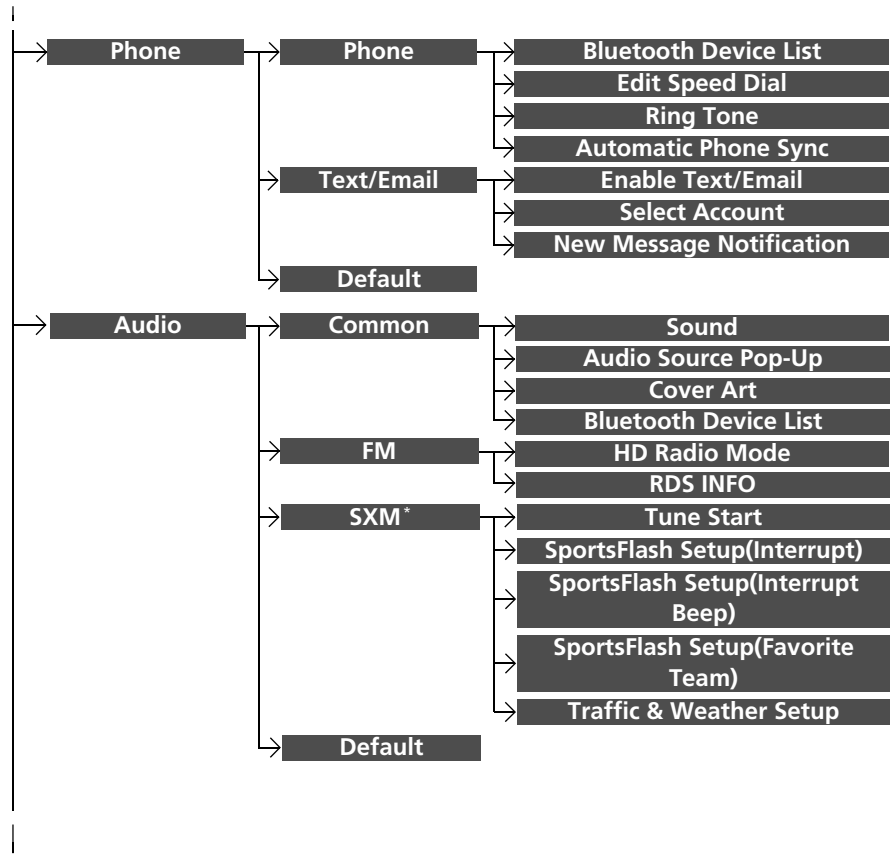 Phone
Phone
Bluetooth Device List
Edit Speed Dial
Ring Tone
Automatic Phone Sync
Text/Email
Enable Text/Email
Select Account
New Message Notification
Default
Audio
Common
Sound
Audio Source Pop-Up
Cover Art
Bluetooth Device List
FM
HD Radio Mode
RDS INFO
SXM*
Tune Start
SportsFlash Setup(Interrupt)
SportsFlash Setup(Interrupt
Beep)
SportsFlash Setup(Favorite
Team)
Traffic & Weather Setup
Default